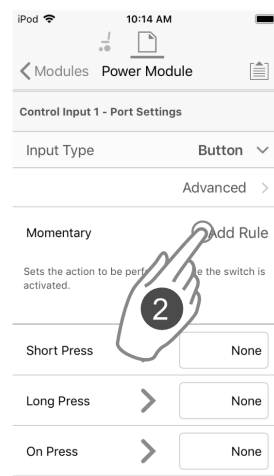 iPod 10:14 AM
Modules Power Module
Control Input 1 - Port Settings
Input Type Button
Advanced
Momentary Add Rule
Sets the action to be the switch is
activated.
2
Short Press None
Long Press None
On Press None